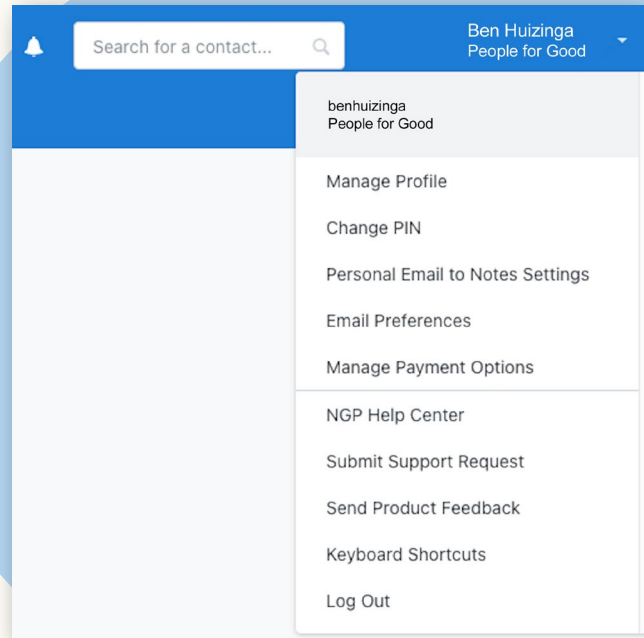 Search for a contact...
Ben Huizinga
People for Good
benhuizinga
People for Good
Manage Profile
Change PIN
Personal Email to Notes Settings
Email Preferences
Manage Payment Options
NGP Help Center
Submit Support Request
Send Product Feedback
Keyboard Shortcuts
Log Out